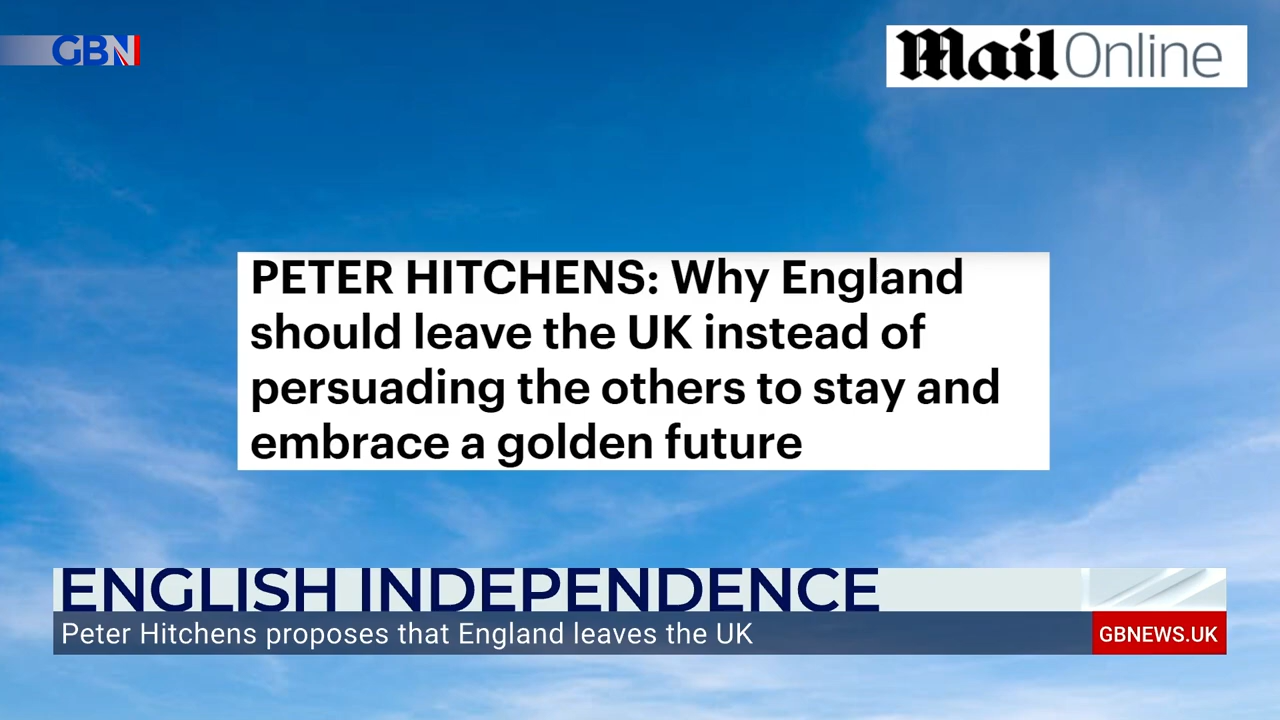 GBN
Mail Online
PETER HITCHENS: Why England
should leave the UK instead of
persuading the others to stay and
embrace a golden future
ENGLISH INDEPENDENCE
Peter Hitchens proposes that England leaves the UK
GBNEWS.UK